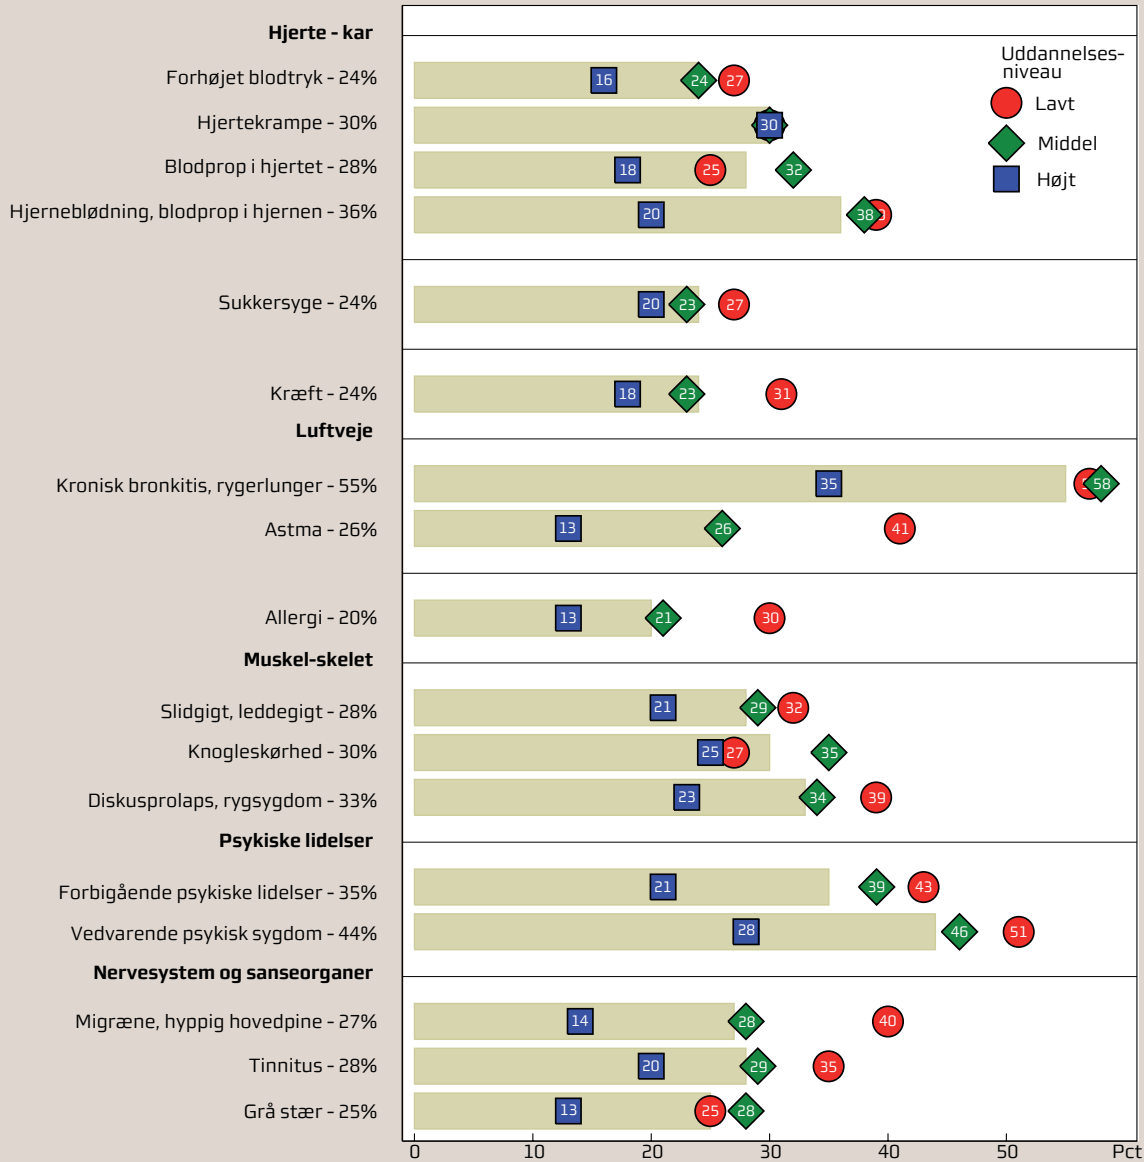 Hjerte - kar
Uddannelses-
niveau
Lavt
Middel
Højt
Forhøjet blodtryk - 24% 16 24 27
Hjertekrampe - 30% 30
Blodprop i hjertet - 28% 18 25 32
Hjerneblødning, blodprop i hjernen - 36% 20 38
Sukkersyge - 24% 20 23 27
Kræft - 24% 18 23 31
Luftveje
Kronisk bronkitis, rygerlunger - 55% 35 58
Astma - 26% 13 26 41
Allergi - 20% 13 21 30
Muskel-skelet
Slidgigt, leddegigt - 28% 21 29 32
Knogleskørhed - 30% 25 27 35
Diskusprolaps, rygsygdom - 33% 23 34 39
Psykiske lidelser
Forbigående psykiske lidelser - 35% 21 39 43
Vedvarende psykisk sygdom - 44% 28 46 51
Nervesystem og sanseorganer
Migræne, hyppig hovedpine - 27% 14 28 40
Tinnitus - 28% 20 29 35
Grå stær - 25% 13 25 28
0 10 20 30 40 50 Pct